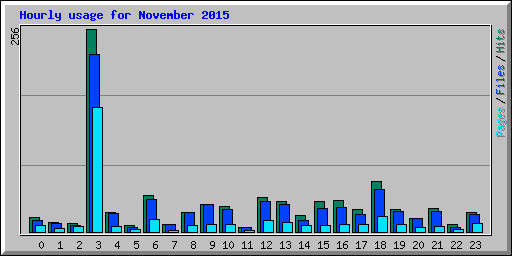 Hourly usage for November 2015
256
Pages/Files/Hits
0 1 2 3 4 5 6 7 8 9 10 11 12 13 14 15 16 17 18 19 20 21 22 23